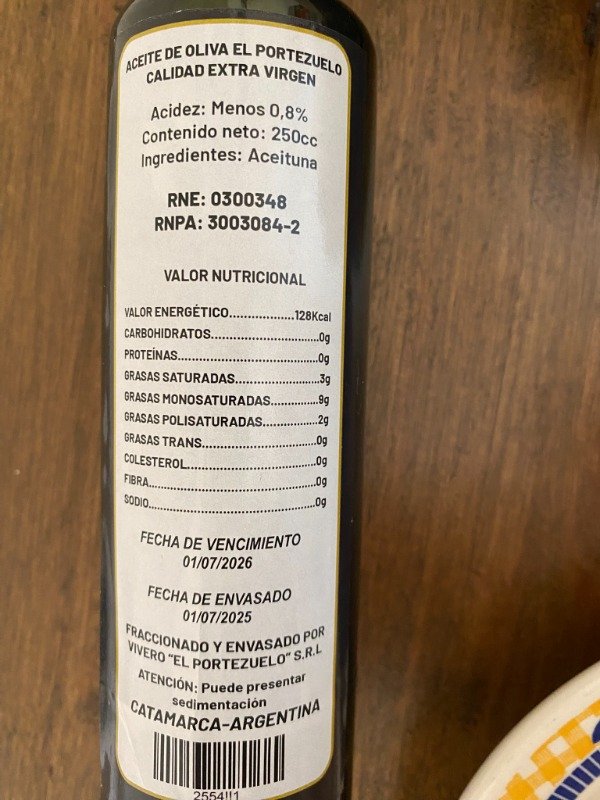 ACEITE DE OLIVA EL PORTEZUELO
CALIDAD EXTRA VIRGEN
Acidez: Menos 0,8%
Contenido neto: 250cc
Ingredientes: Aceituna
RNE: 0300348
RNPA: 3003084-2
VALOR NUTRICIONAL
VALOR ENERGÉTICO..................128Kcal
CARBOHIDRATOS..............................0g
PROTEÍNAS.......................................0g
GRASAS SATURADAS.......................3g
GRASAS MONOSATURADAS.............9g
GRASAS POLISATURADAS...............2g
GRASAS TRANS................................0g
COLESTEROL...................................0g
FIBRA..............................................0g
SODIO..............................................0g
FECHA DE VENCIMIENTO
01/07/2026
FECHA DE ENVASADO
01/07/2025
FRACCIONADO Y ENVASADO POR
VIVERO "EL PORTEZUELO" S.R.L
ATENCIÓN: Puede presentar
sedimentación
CATAMARCA-ARGENTINA
2554!!1